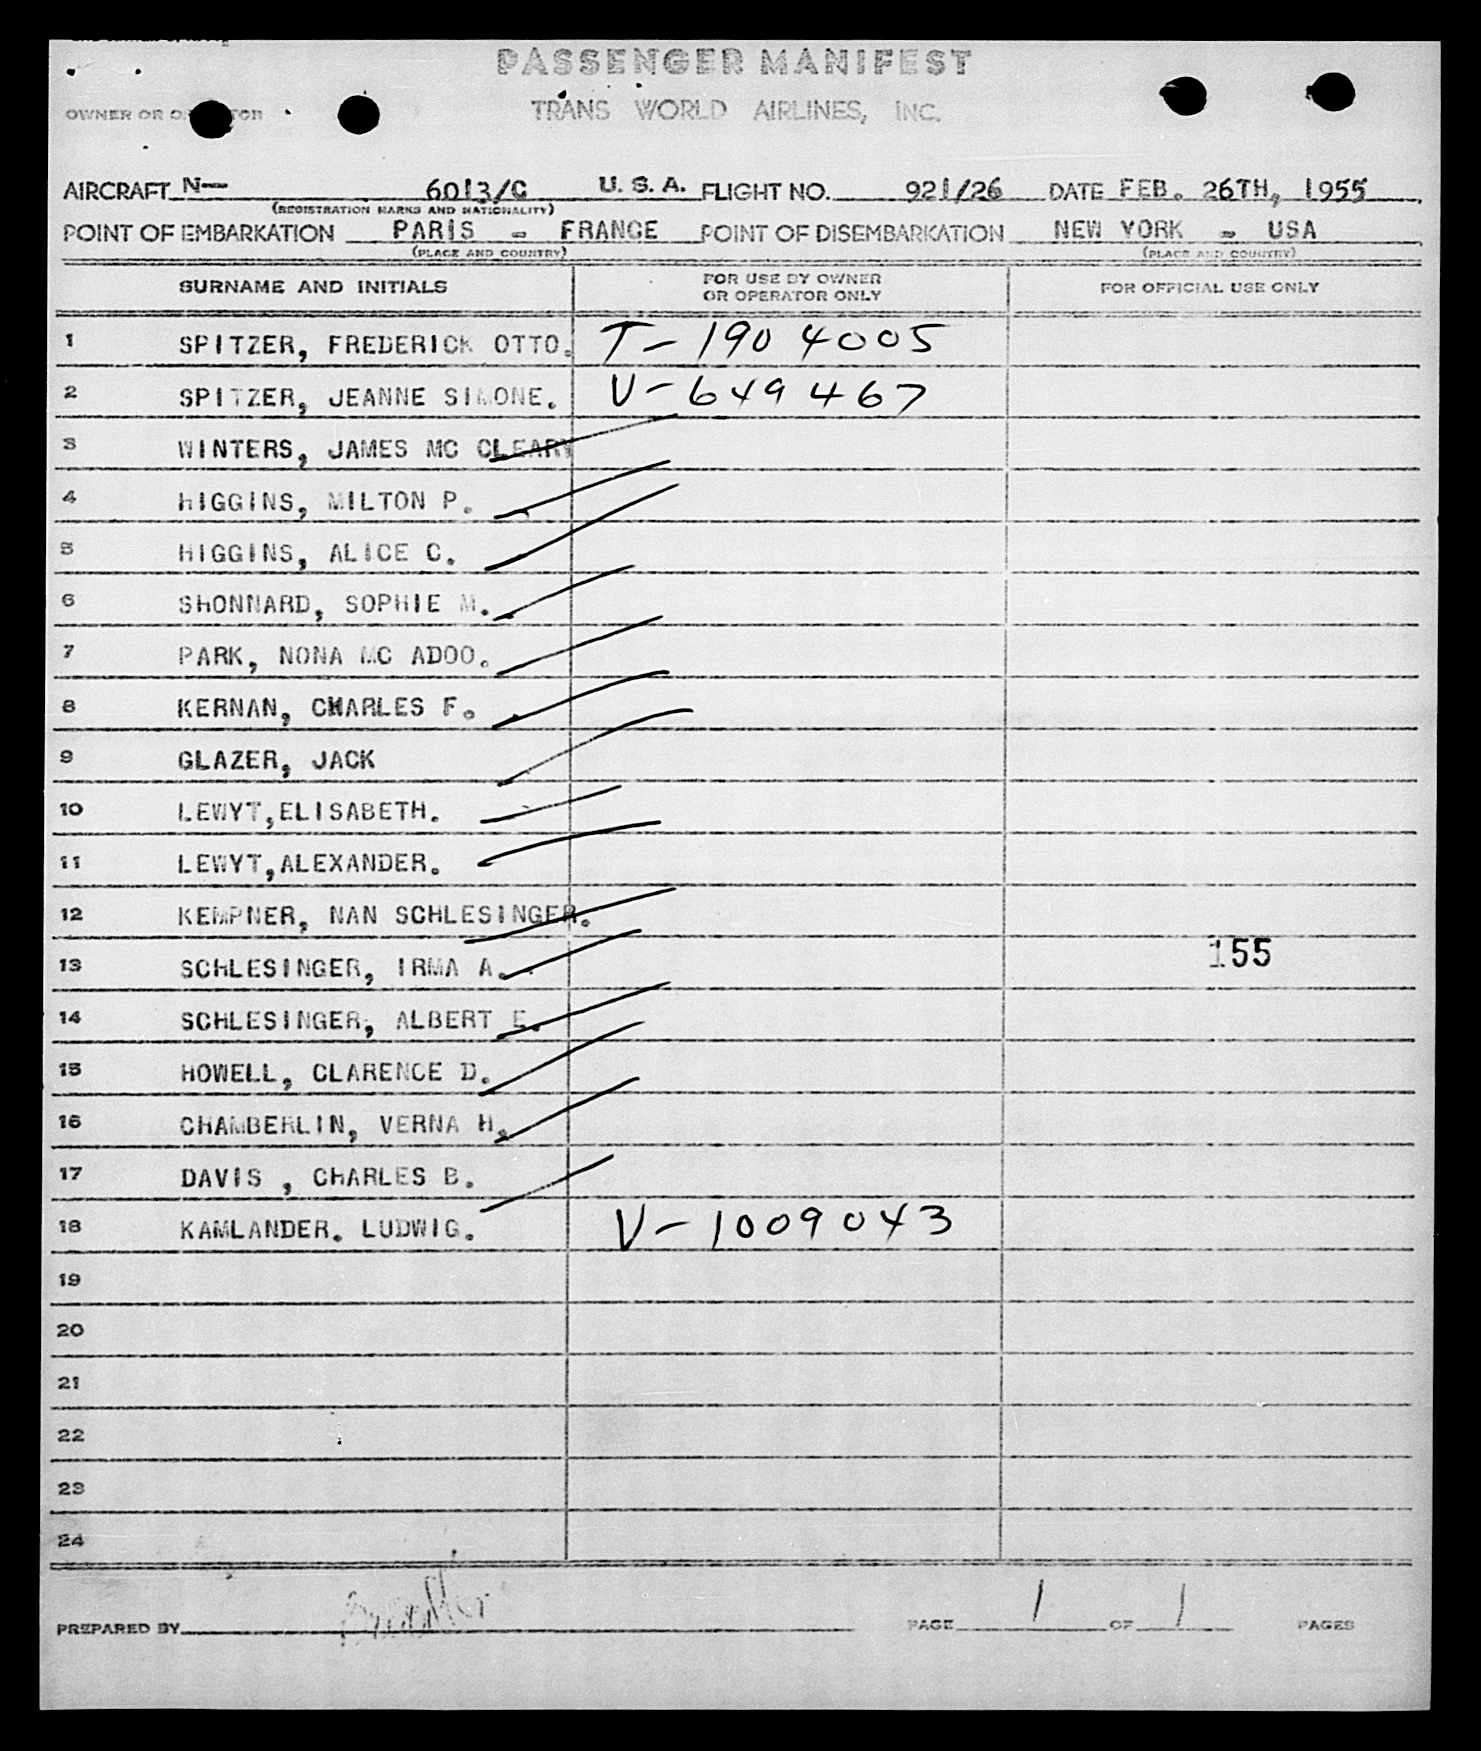 PASSENGER MANIFEST
OWNER OR
TRANS WORLD AIRLINES, INC.
AIRCRAFT N— 6013/C U. S. A. FLIGHT NO. 921/26 DATE FEB. 26TH, 1955
(REGISTRATION MARKS AND NATIONALITY)
POINT OF EMBARKATION PARIS - FRANCE POINT OF DISEMBARKATION NEW YORK - USA
(PLACE AND COUNTRY) (PLACE AND COUNTRY)
SURNAME AND INITIALS FOR USE BY OWNER OR OPERATOR ONLY FOR OFFICIAL USE ONLY
1 SPITZER, FREDERICK OTTO. T-190 4005
2 SPITZER, JEANNE SIMONE. V-649 467
3 WINTERS, JAMES MC CLEARY
4 HIGGINS, MILTON P.
5 HIGGINS, ALICE C.
6 SHONNARD, SOPHIE M.
7 PARK, NONA MC ADOO.
8 KERNAN, CHARLES F.
9 GLAZER, JACK
10 LEWYT,ELISABETH.
11 LEWYT,ALEXANDER.
12 KEMPNER, NAN SCHLESINGER.
13 SCHLESINGER, IRMA A. 155
14 SCHLESINGER, ALBERT E.
15 HOWELL, CLARENCE D.
16 CHAMBERLIN, VERNA H.
17 DAVIS , CHARLES B.
18 KAMLANDER. LUDWIG. V-1009043
19
20
21
22
23
24
PREPARED BY PAGE 1 OF 1 PAGES